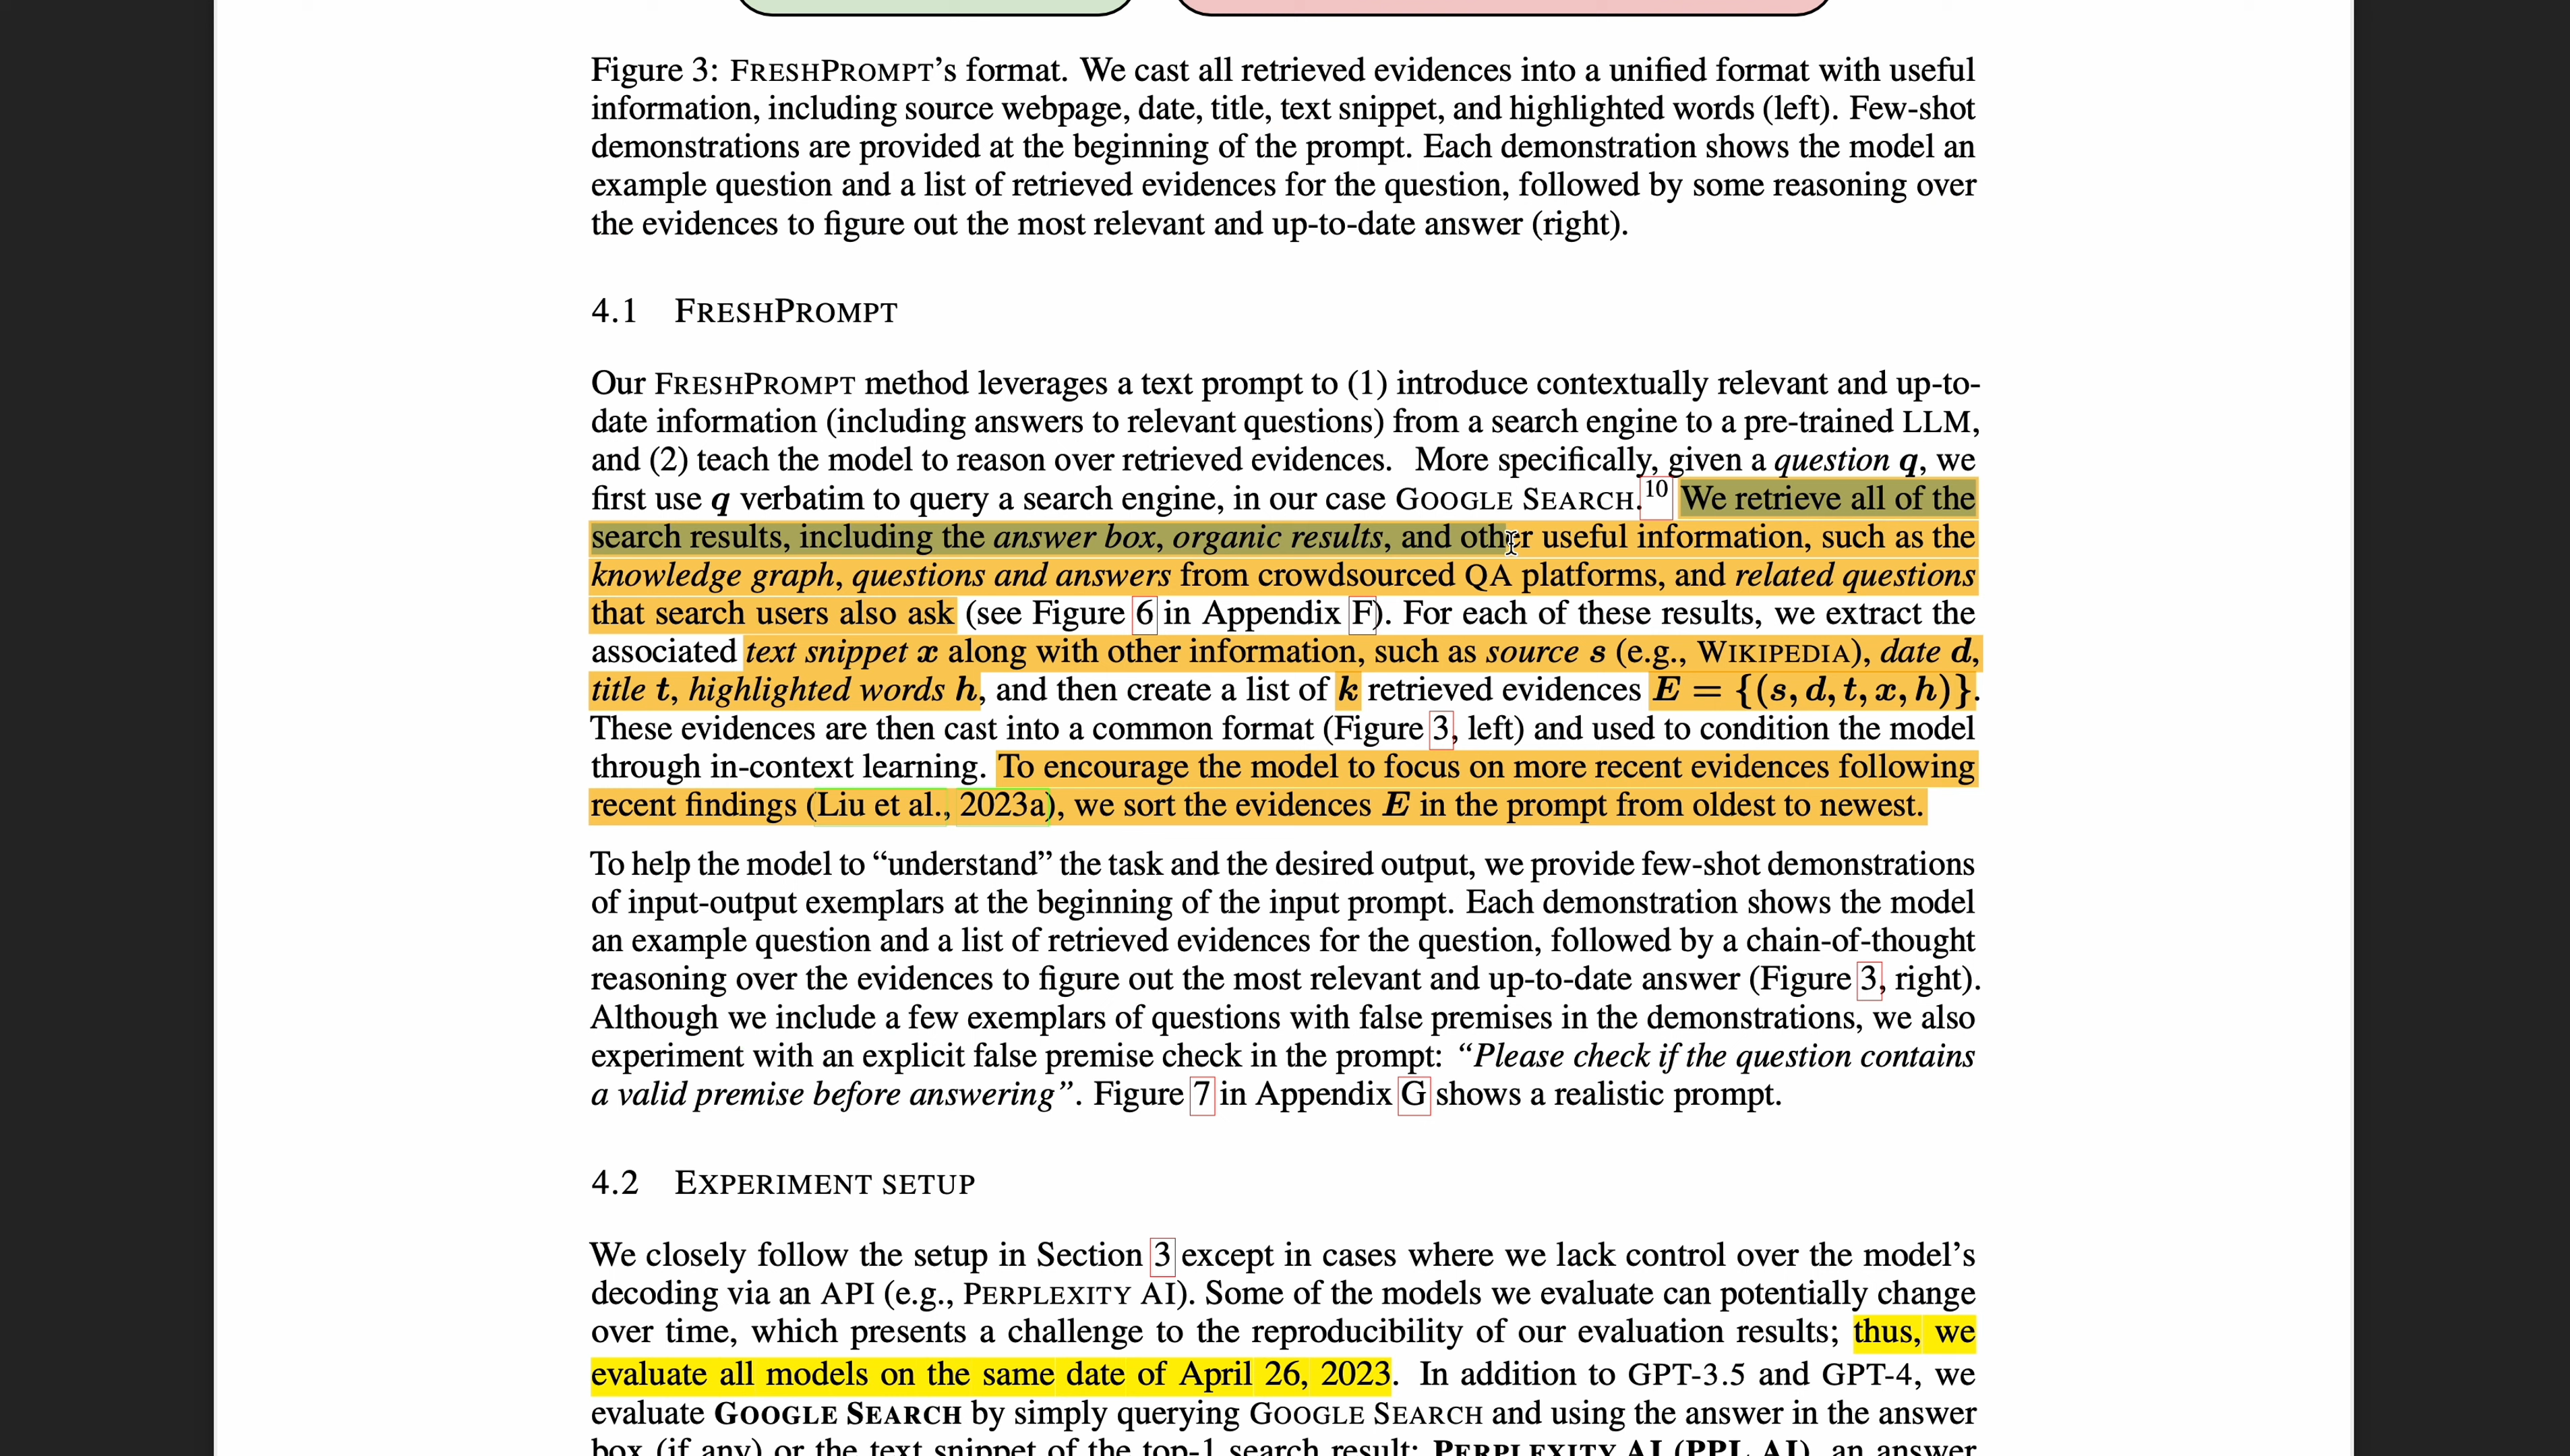 Figure 3: FRESHPROMPT's format. We cast all retrieved evidences into a unified format with useful
information, including source webpage, date, title, text snippet, and highlighted words (left). Few-shot
demonstrations are provided at the beginning of the prompt. Each demonstration shows the model an
example question and a list of retrieved evidences for the question, followed by some reasoning over
the evidences to figure out the most relevant and up-to-date answer (right).
4.1 FRESHPROMPT
Our FRESHPROMPT method leverages a text prompt to (1) introduce contextually relevant and up-to-
date information (including answers to relevant questions) from a search engine to a pre-trained LLM,
and (2) teach the model to reason over retrieved evidences. More specifically, given a question q, we
first use q verbatim to query a search engine, in our case GOOGLE SEARCH.10 We retrieve all of the
search results, including the answer box, organic results, and other useful information, such as the
knowledge graph, questions and answers from crowdsourced QA platforms, and related questions
that search users also ask (see Figure 6 in Appendix F). For each of these results, we extract the
associated text snippet x along with other information, such as source s (e.g., WIKIPEDIA), date d,
title t, highlighted words h, and then create a list of k retrieved evidences E = {(s, d, t, x, h)}.
These evidences are then cast into a common format (Figure 3, left) and used to condition the model
through in-context learning. To encourage the model to focus on more recent evidences following
recent findings (Liu et al., 2023a), we sort the evidences E in the prompt from oldest to newest.
To help the model to “understand” the task and the desired output, we provide few-shot demonstrations
of input-output exemplars at the beginning of the input prompt. Each demonstration shows the model
an example question and a list of retrieved evidences for the question, followed by a chain-of-thought
reasoning over the evidences to figure out the most relevant and up-to-date answer (Figure 3, right).
Although we include a few exemplars of questions with false premises in the demonstrations, we also
experiment with an explicit false premise check in the prompt: “Please check if the question contains
a valid premise before answering”. Figure 7 in Appendix G shows a realistic prompt.
4.2 EXPERIMENT SETUP
We closely follow the setup in Section 3 except in cases where we lack control over the model's
decoding via an API (e.g., PERPLEXITY AI). Some of the models we evaluate can potentially change
over time, which presents a challenge to the reproducibility of our evaluation results; thus, we
evaluate all models on the same date of April 26, 2023. In addition to GPT-3.5 and GPT-4, we
evaluate GOOGLE SEARCH by simply querying GOOGLE SEARCH and using the answer in the answer
box (if any) or the text snippet of the top-1 search result; PERPLEXITY AI (PPL.AI), an answer